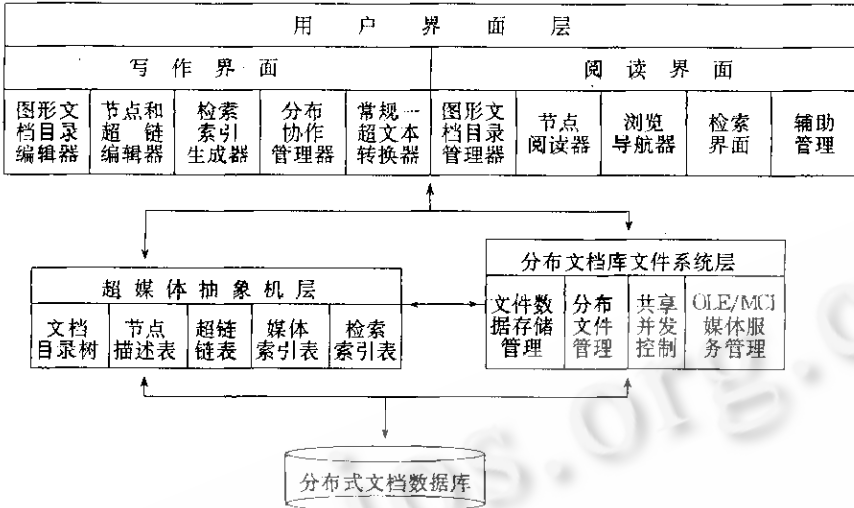 用户界面层
写作界面
阅读界面
图形文
档目录
编辑器
节点和
超链
编辑器
检索
索引
生成器
分布
协作
管理器
常规一
超文本
转换器
图形文
档目录
管理器
节点
阅读器
浏览
导航器
检索
界面
辅助
管理
超媒体抽象机层
文档
目录树
节点
描述表
超链
链表
媒体
索引表
检索
索引表
分布文档库文件系统层
文件数
据存储
管理
分布
文件
管理
共享
并发
控制
OLE/MCI
媒体服
务管理
分布式文档数据库
ios.org.c